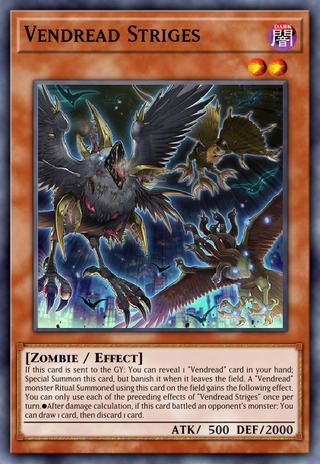 Vendread Striges
DARK
闇
[Zombie / Effect]
If this card is sent to the GY: You can reveal 1 "Vendread" card in your hand;
Special Summon this card, but banish it when it leaves the field. A "Vendread"
monster Ritual Summoned using this card on the field gains the following effect.
You can only use each of the preceding effects of "Vendread Striges" once per
turn.●After damage calculation, if this card battled an opponent's monster: You
can draw 1 card, then discard 1 card.
ATK/ 500 DEF/2000